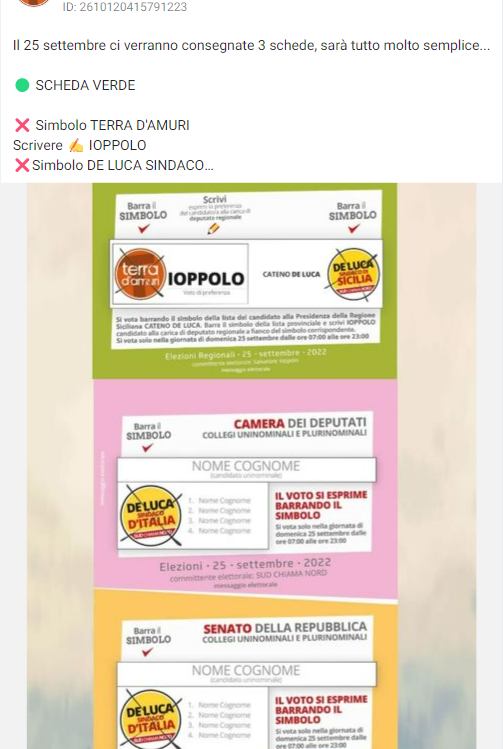 ID: 2610120415791223
Il 25 settembre ci verranno consegnate 3 schede, sarà tutto molto semplice...
🟢 SCHEDA VERDE
❌ Simbolo TERRA D'AMURI
Scrivere ✍ IOPPOLO
❌Simbolo DE LUCA SINDACO...
Barra il
SIMBOLO
Scrivi
esprimi la preferenza
del candidato/a alla carica di
deputato regionale
Barra il
SIMBOLO
terra
d'amuri
IOPPOLO
Voto di preferenza
CATENO DE LUCA
DE LUCA
SINDACO DI
SICILIA
Si vota barrando il simbolo della lista del candidato alla Presidenza della Regione
Siciliana CATENO DE LUCA. Barra il simbolo della lista provinciale e scrivi IOPPOLO
candidato alla carica di deputato regionale a fianco del simbolo corrispondente.
Si vota solo nella giornata di domenica 25 settembre dalle ore 07:00 alle ore 23:00
Elezioni Regionali - 25 - settembre - 2022
committente elettorale: Salvatore Ioppolo
messaggio elettorale
Barra il
SIMBOLO
CAMERA DEI DEPUTATI
COLLEGI UNINOMINALI E PLURINOMINALI
NOME COGNOME
(candidato uninominale)
DE LUCA
SINDACO
D'ITALIA
SUD CHIAMA NORD
1. Nome Cognome
2. Nome Cognome
3. Nome Cognome
4. Nome Cognome
IL VOTO SI ESPRIME
BARRANDO IL
SIMBOLO
Si vota solo nella giornata di
domenica 25 settembre dalle
ore 07:00 alle ore 23:00
messaggio elettorale
Elezioni - 25 - settembre - 2022
committente elettorale: SUD CHIAMA NORD
messaggio elettorale
Barra il
SIMBOLO
SENATO DELLA REPUBBLICA
COLLEGI UNINOMINALI E PLURINOMINALI
NOME COGNOME
(candidato uninominale)
DE LUCA
SINDACO
D'ITALIA
SUD CHIAMA NORD
1. Nome Cognome
2. Nome Cognome
3. Nome Cognome
4. Nome Cognome
IL VOTO SI ESPRIME
BARRANDO IL
SIMBOLO
Si vota solo nella giornata di
domenica 25 settembre dalle
ore 07:00 alle ore 23:00